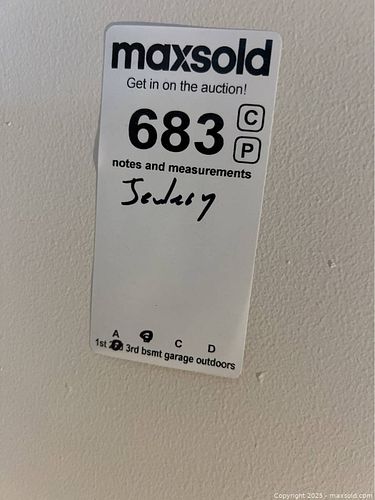 maxsold
Get in on the auction!
683 C
P
notes and measurements
Jewlery
A C D
1st 3rd bsmt garage outdoors
Copyright 2025 - maxsold.com